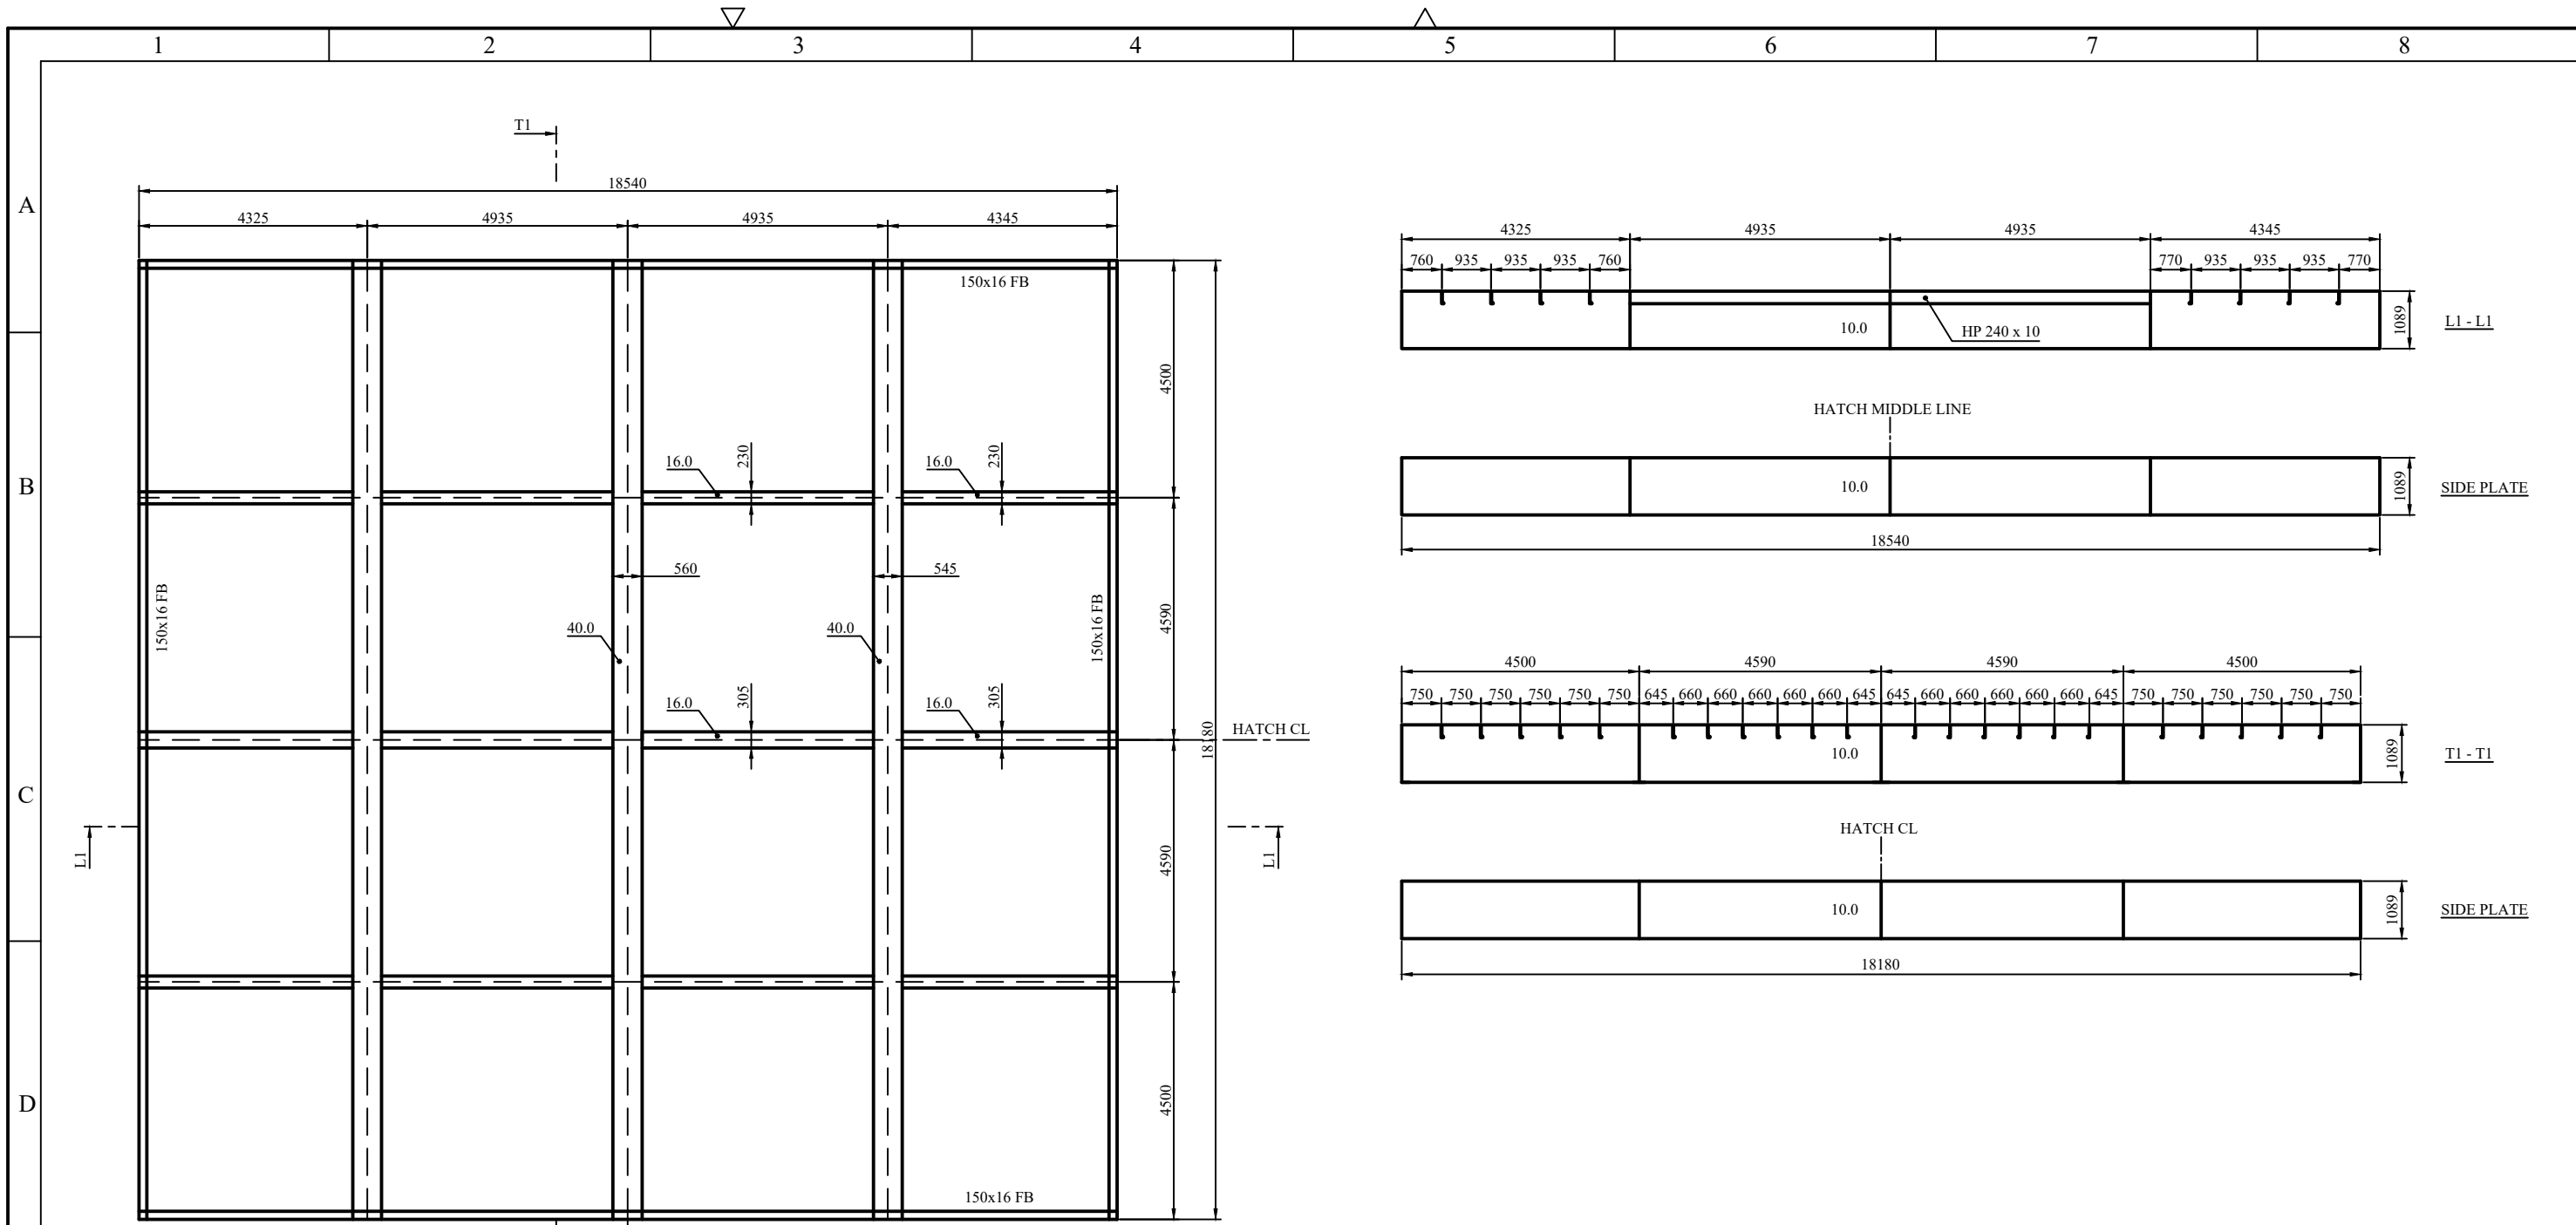 1 2 3 4 5 6 7 8
A
B
C
D
T1
18540
4325 4935 4935 4345
150x16 FB
4500
16.0 230 16.0 230
560 545
150x16 FB
150x16 FB
4590
40.0 40.0
16.0 305 16.0 305
HATCH CL
18180
L1 L1
4590
4500
150x16 FB
4325 4935 4935 4345
760 935 935 935 760 770 935 935 935 770
10.0 HP 240 x 10
1089
L1 - L1
HATCH MIDDLE LINE
10.0
1089
SIDE PLATE
18540
4500 4590 4590 4500
750 750 750 750 750 750 645 660 660 660 660 660 645 645 660 660 660 660 660 645 750 750 750 750 750 750
10.0
1089
T1 - T1
HATCH CL
10.0
1089
SIDE PLATE
18180